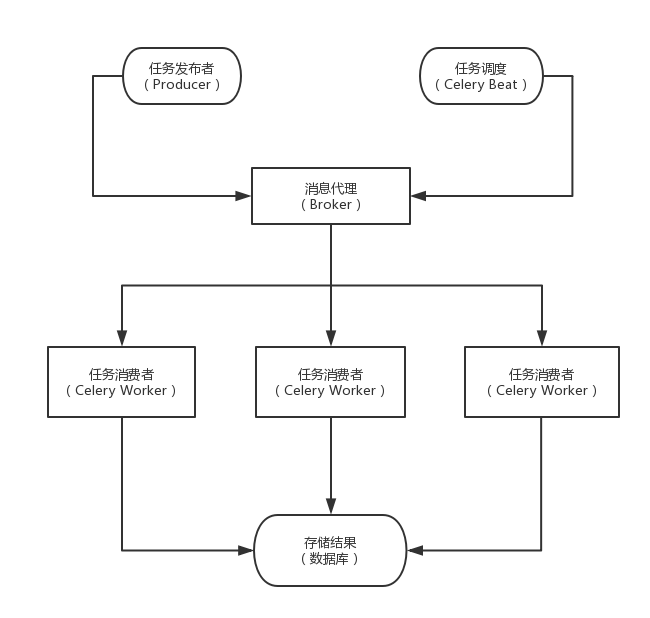 任务发布者
（Producer）
任务调度
（Celery Beat）
消息代理
（Broker）
任务消费者
（Celery Worker）
任务消费者
（Celery Worker）
任务消费者
（Celery Worker）
存储结果
（数据库）